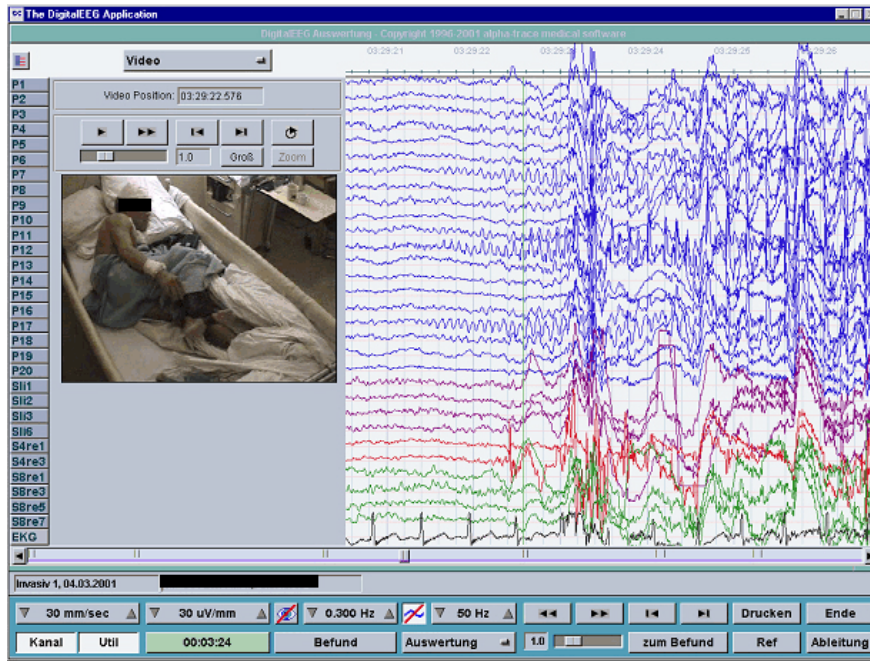 The DigitalEEG Application
DigitalEEG Auswertung - Copyright 1996-2001 alpha-trace medical software
Video
03:29:21 03:29:22 03:29:2 03:29:24 03:29:25 03:29:26
Video Position: 03:29:22.576
1.0 Groß Zoom
P1
P2
P3
P4
P5
P6
P7
P8
P9
P10
P11
P12
P13
P14
P15
P16
P17
P18
P19
P20
Sli1
Sli2
Sli3
Sli6
S4re1
S4re3
S8re1
S8re3
S8re5
S8re7
EKG
Invasiv 1, 04.03.2001
30 mm/sec 30 uV/mm 0.300 Hz 50 Hz Drucken Ende
Kanal Util 00:03:24 Befund Auswertung 1.0 zum Befund Ref Ableitung